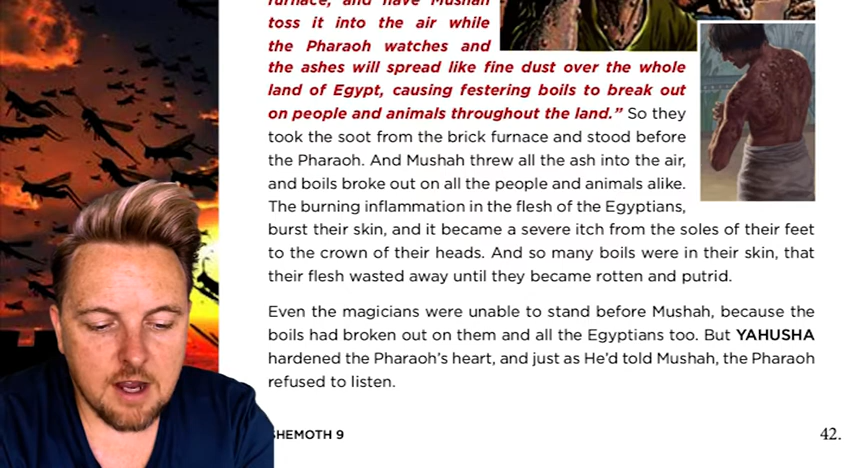 furnace, and have Mushah
toss it into the air while
the Pharaoh watches and
the ashes will spread like fine dust over the whole
land of Egypt, causing festering boils to break out
on people and animals throughout the land.” So they
took the soot from the brick furnace and stood before
the Pharaoh. And Mushah threw all the ash into the air,
and boils broke out on all the people and animals alike.
The burning inflammation in the flesh of the Egyptians,
burst their skin, and it became a severe itch from the soles of their feet
to the crown of their heads. And so many boils were in their skin, that
their flesh wasted away until they became rotten and putrid.
Even the magicians were unable to stand before Mushah, because the
boils had broken out on them and all the Egyptians too. But YAHUSHA
hardened the Pharaoh’s heart, and just as He’d told Mushah, the Pharaoh
refused to listen.
SHEMOTH 9
42.